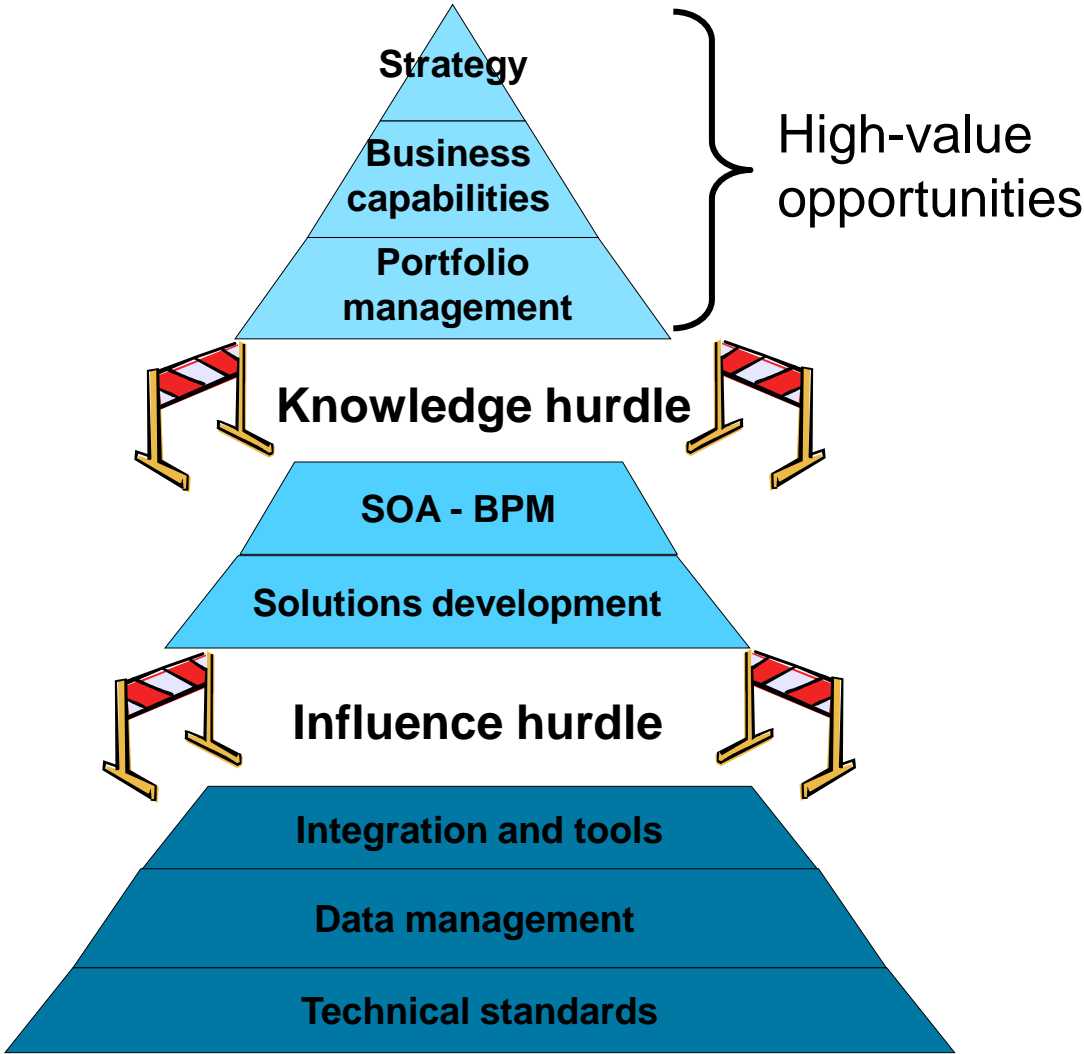 Strategy
Business
capabilities
Portfolio
management
High-value
opportunities
Knowledge hurdle
SOA - BPM
Solutions development
Influence hurdle
Integration and tools
Data management
Technical standards